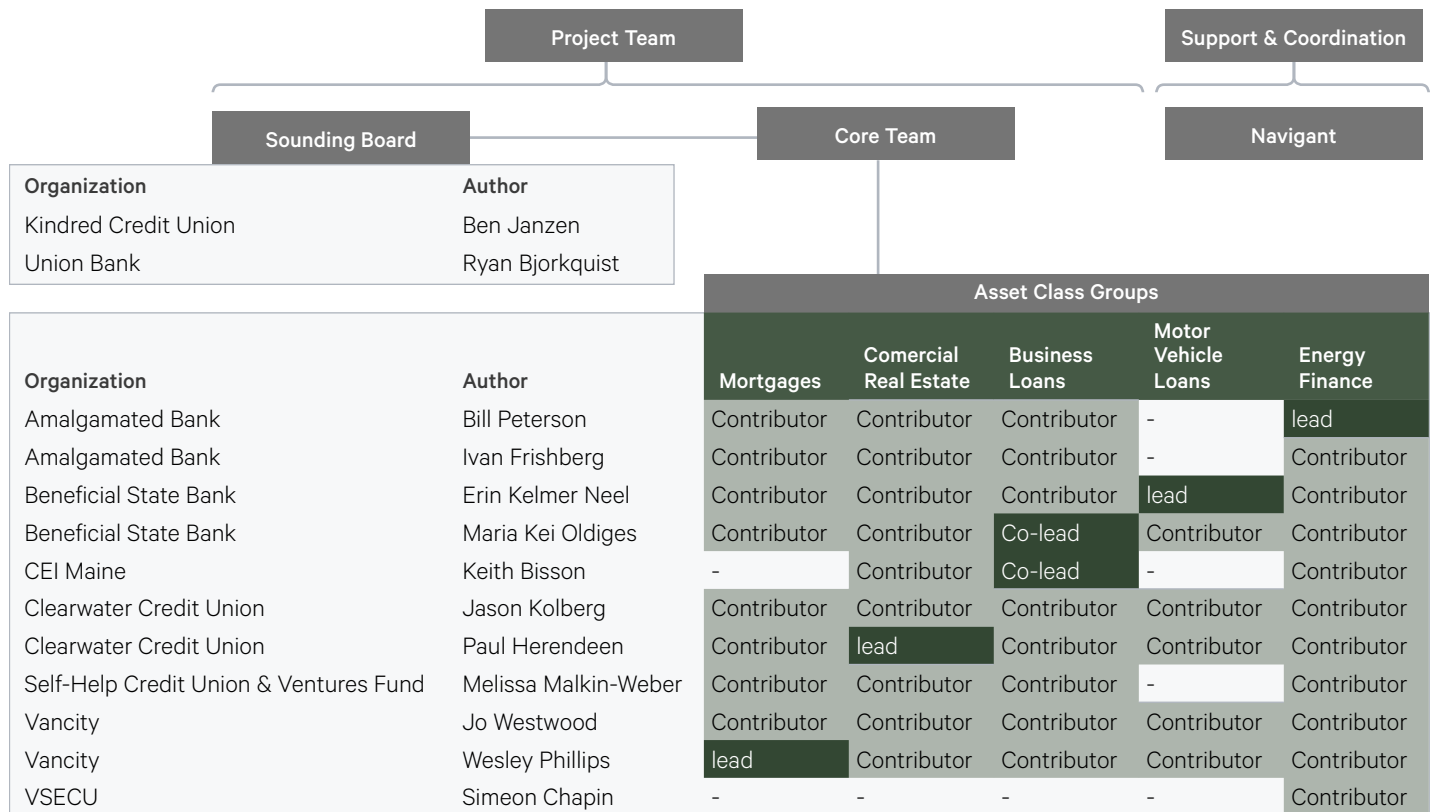 Project Team
Support & Coordination
Sounding Board
Core Team
Navigant
Organization Author
Kindred Credit Union Ben Janzen
Union Bank Ryan Bjorkquist
Asset Class Groups
Organization Author Mortgages Comercial Real Estate Business Loans Motor Vehicle Loans Energy Finance
Amalgamated Bank Bill Peterson Contributor Contributor Contributor - lead
Amalgamated Bank Ivan Frishberg Contributor Contributor Contributor - Contributor
Beneficial State Bank Erin Kelmer Neel Contributor Contributor Contributor lead Contributor
Beneficial State Bank Maria Kei Oldiges Contributor Contributor Co-lead Contributor Contributor
CEI Maine Keith Bisson - Contributor Co-lead - Contributor
Clearwater Credit Union Jason Kolberg Contributor Contributor Contributor Contributor Contributor
Clearwater Credit Union Paul Herendeen Contributor lead Contributor Contributor Contributor
Self-Help Credit Union & Ventures Fund Melissa Malkin-Weber Contributor Contributor Contributor - Contributor
Vancity Jo Westwood Contributor Contributor Contributor Contributor Contributor
Vancity Wesley Phillips lead Contributor Contributor Contributor Contributor
VSECU Simeon Chapin - - - - Contributor